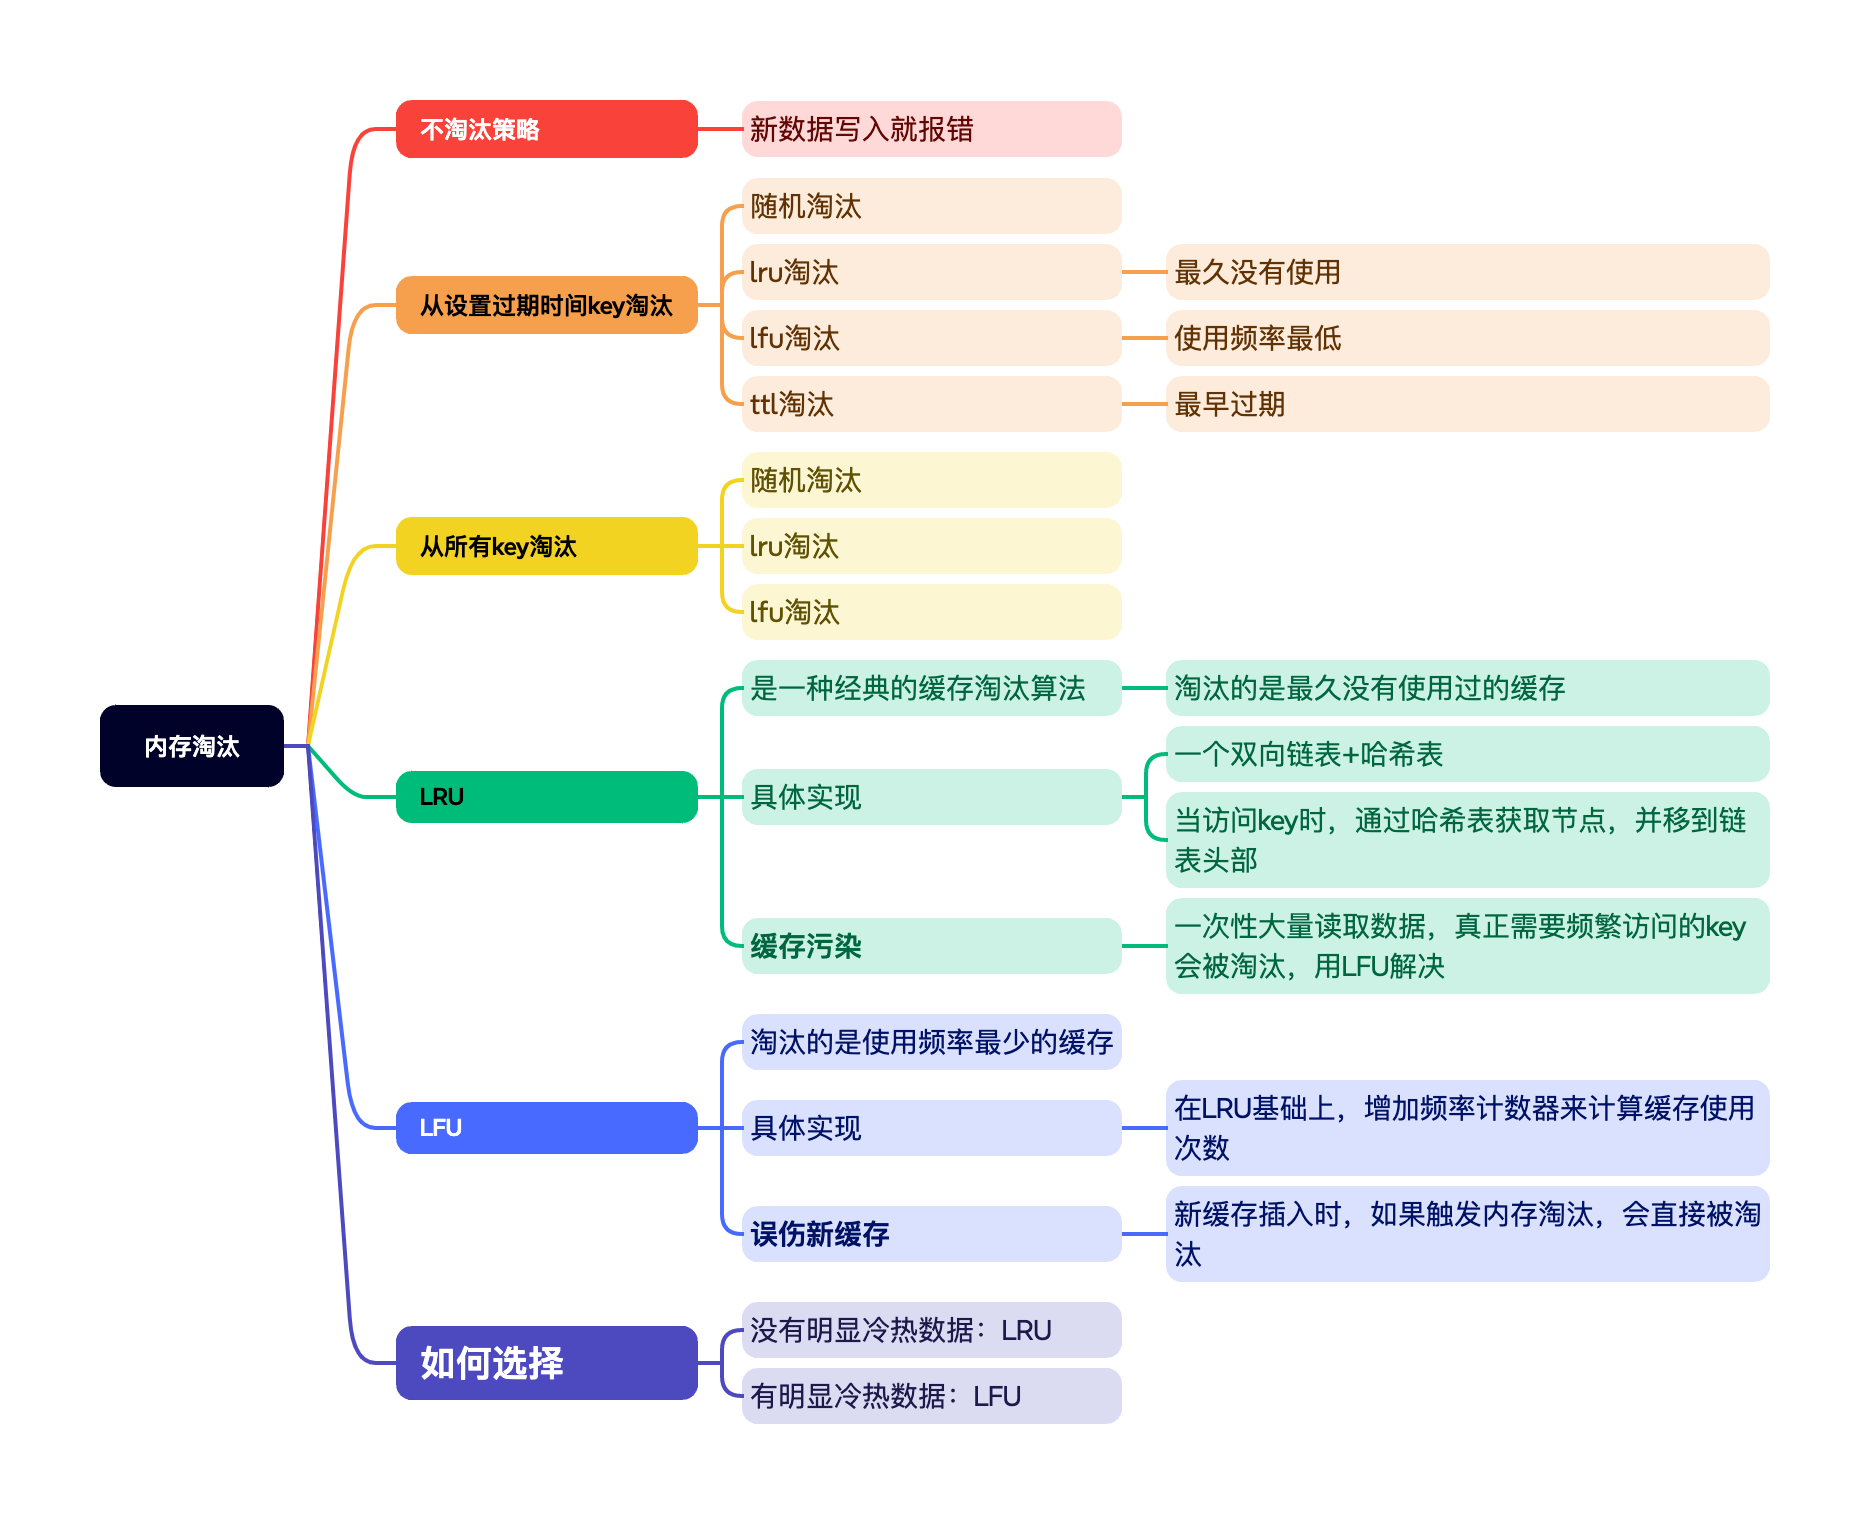 内存淘汰
不淘汰策略
新数据写入就报错
从设置过期时间key淘汰
随机淘汰
lru淘汰
最久没有使用
lfu淘汰
使用频率最低
ttl淘汰
最早过期
从所有key淘汰
随机淘汰
lru淘汰
lfu淘汰
LRU
是一种经典的缓存淘汰算法
淘汰的是最久没有使用过的缓存
具体实现
一个双向链表+哈希表
当访问key时，通过哈希表获取节点，并移到链
表头部
缓存污染
一次性大量读取数据，真正需要频繁访问的key
会被淘汰，用LFU解决
LFU
淘汰的是使用频率最少的缓存
具体实现
在LRU基础上，增加频率计数器来计算缓存使用
次数
误伤新缓存
新缓存插入时，如果触发内存淘汰，会直接被淘
汰
如何选择
没有明显冷热数据：LRU
有明显冷热数据：LFU